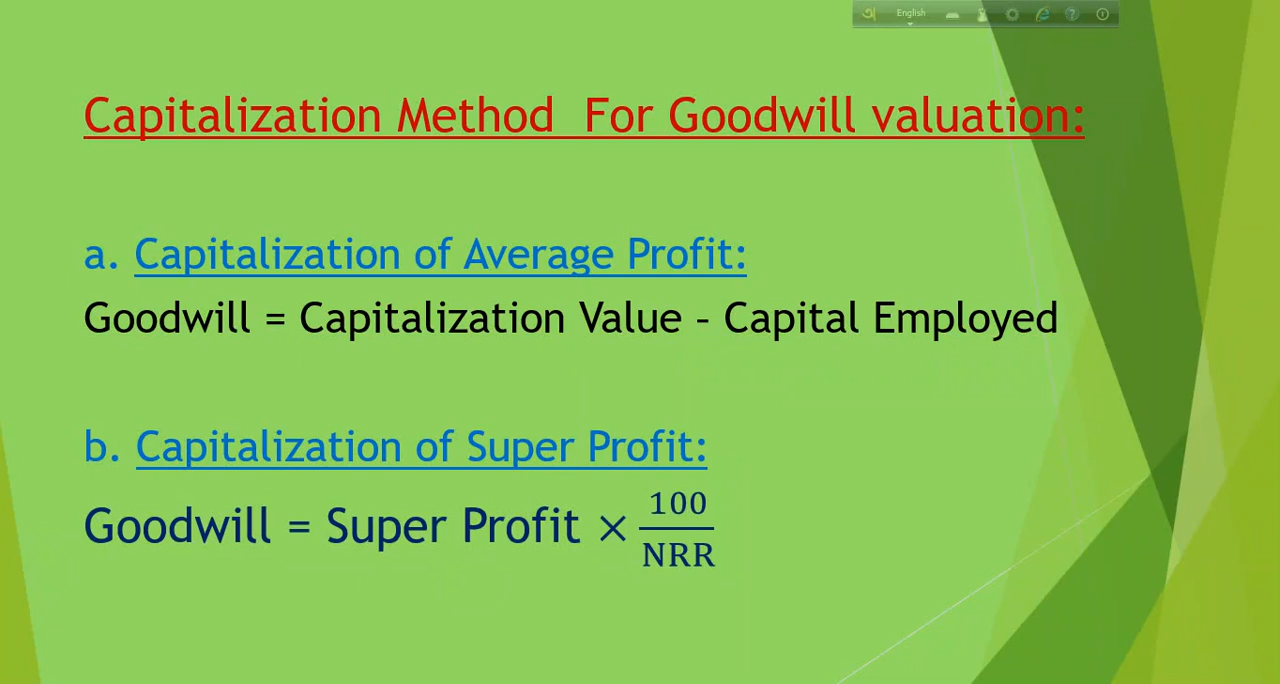 অ English
Capitalization Method For Goodwill valuation:
a. Capitalization of Average Profit:
Goodwill = Capitalization Value - Capital Employed
b. Capitalization of Super Profit:
Goodwill = Super Profit × 100/NRR